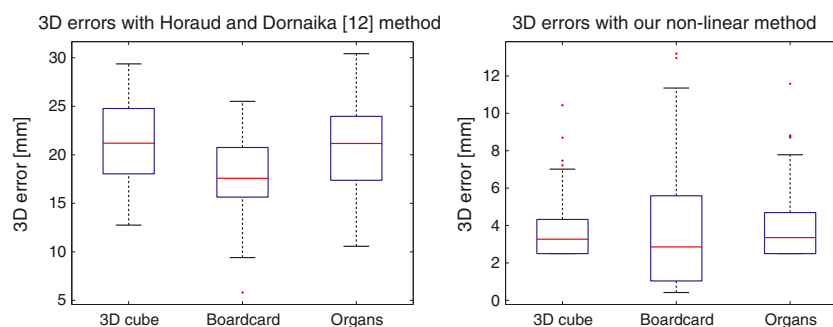 3D errors with Horaud and Dornaika [12] method
3D error [mm]
30
25
20
15
10
5
3D cube
Boardcard
Organs
3D errors with our non-linear method
3D error [mm]
12
10
8
6
4
2
0
3D cube
Boardcard
Organs